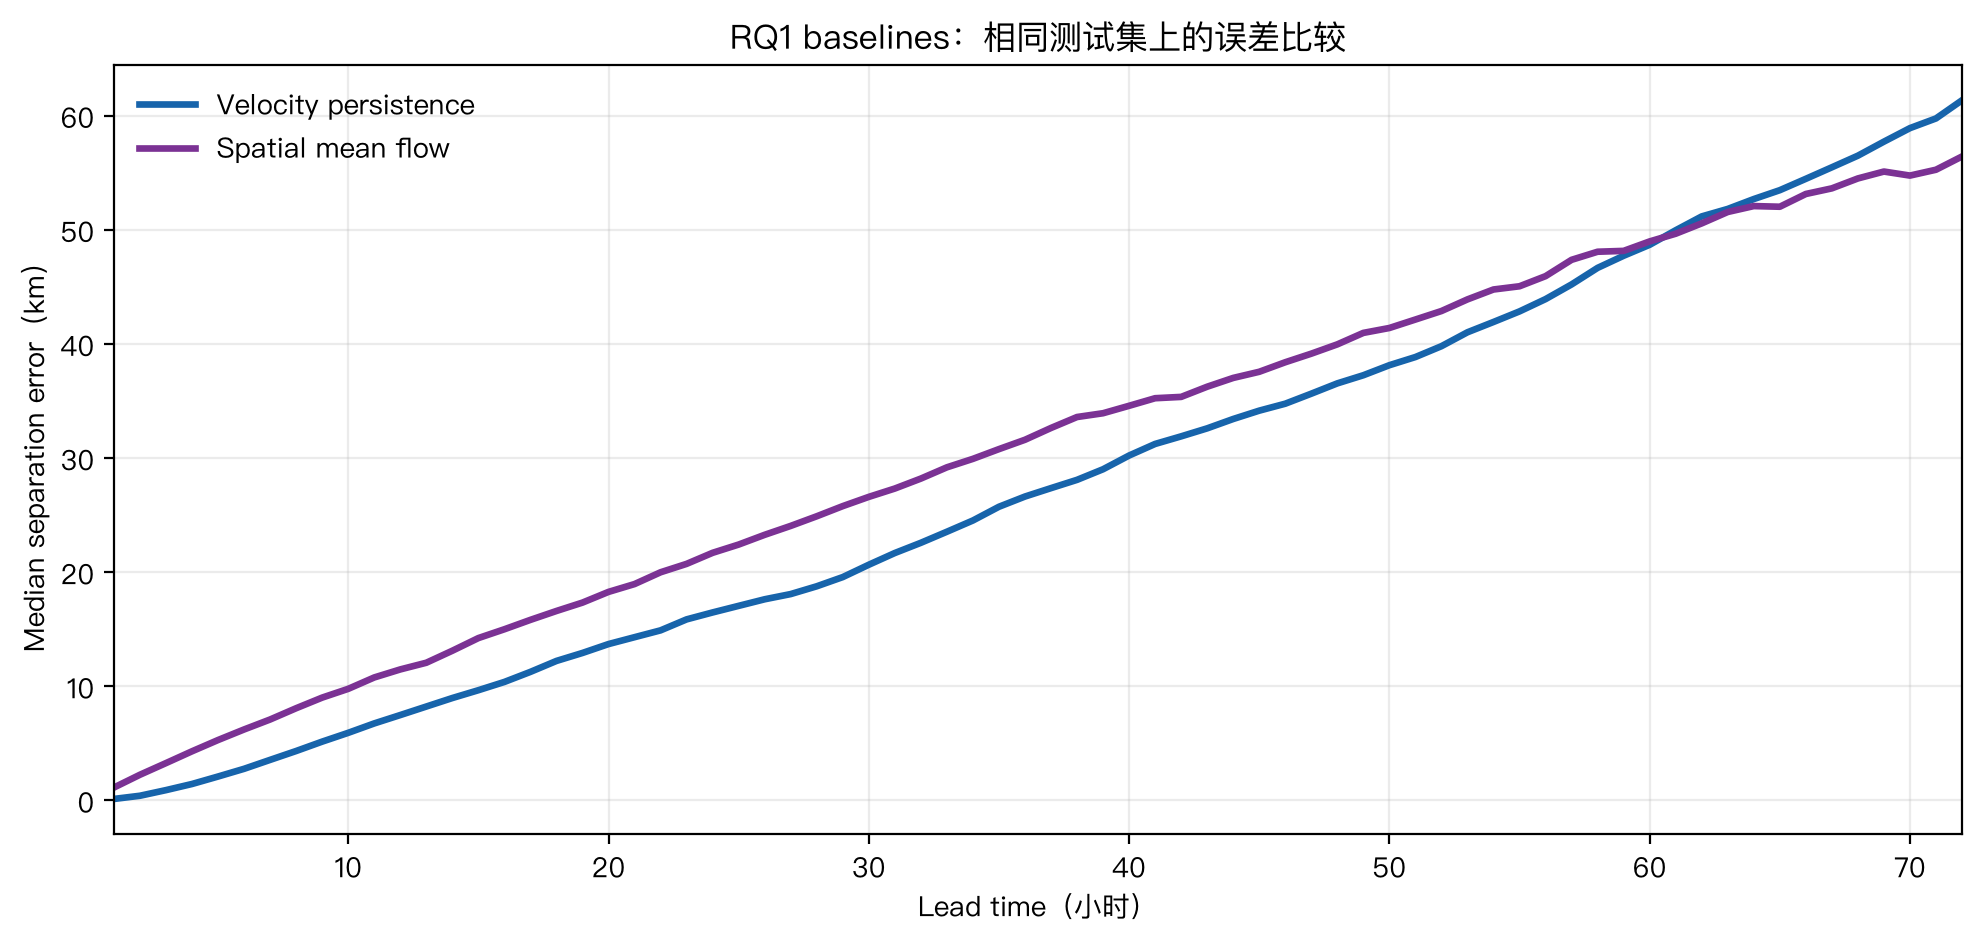 RQ1 baselines：相同测试集上的误差比较
Velocity persistence
Spatial mean flow
Median separation error（km）
60
50
40
30
20
10
0
10 20 30 40 50 60 70
Lead time（小时）